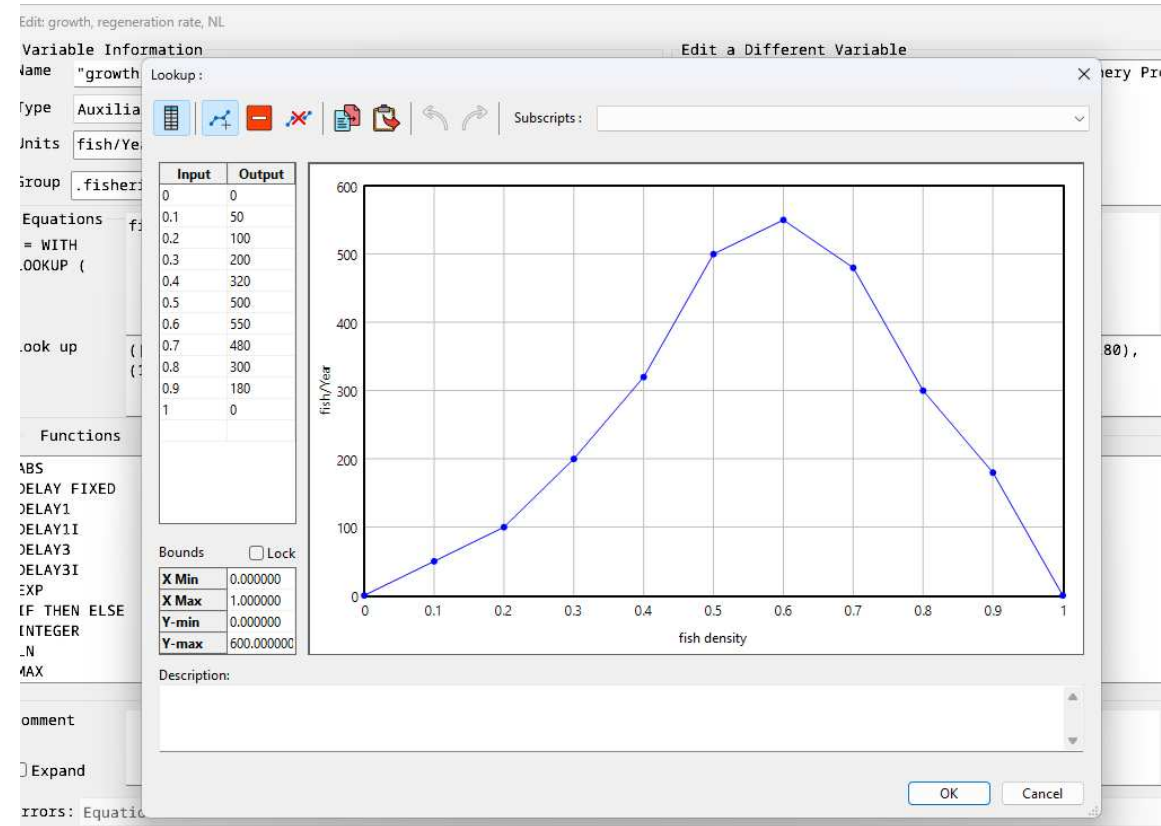 Edit: growth, regeneration rate, NL
Variable Information
Edit a Different Variable
Name "growth
Lookup :
Type Auxilia
Subscripts :
Units fish/Yea
Group .fisheri
Input Output
0 0
0.1 50
0.2 100
0.3 200
0.4 320
0.5 500
0.6 550
0.7 480
0.8 300
0.9 180
1 0
Equations
= WITH
LOOKUP (
Look up
80),
Functions
ABS
DELAY FIXED
DELAY1
DELAY1I
DELAY3
DELAY3I
EXP
IF THEN ELSE
INTEGER
LN
MAX
Bounds Lock
X Min 0.000000
X Max 1.000000
Y-min 0.000000
Y-max 600.000000
600
500
400
300
200
100
0
fish/Year
0 0.1 0.2 0.3 0.4 0.5 0.6 0.7 0.8 0.9 1
fish density
Description:
Comment
Expand
OK Cancel
Errors: Equatio